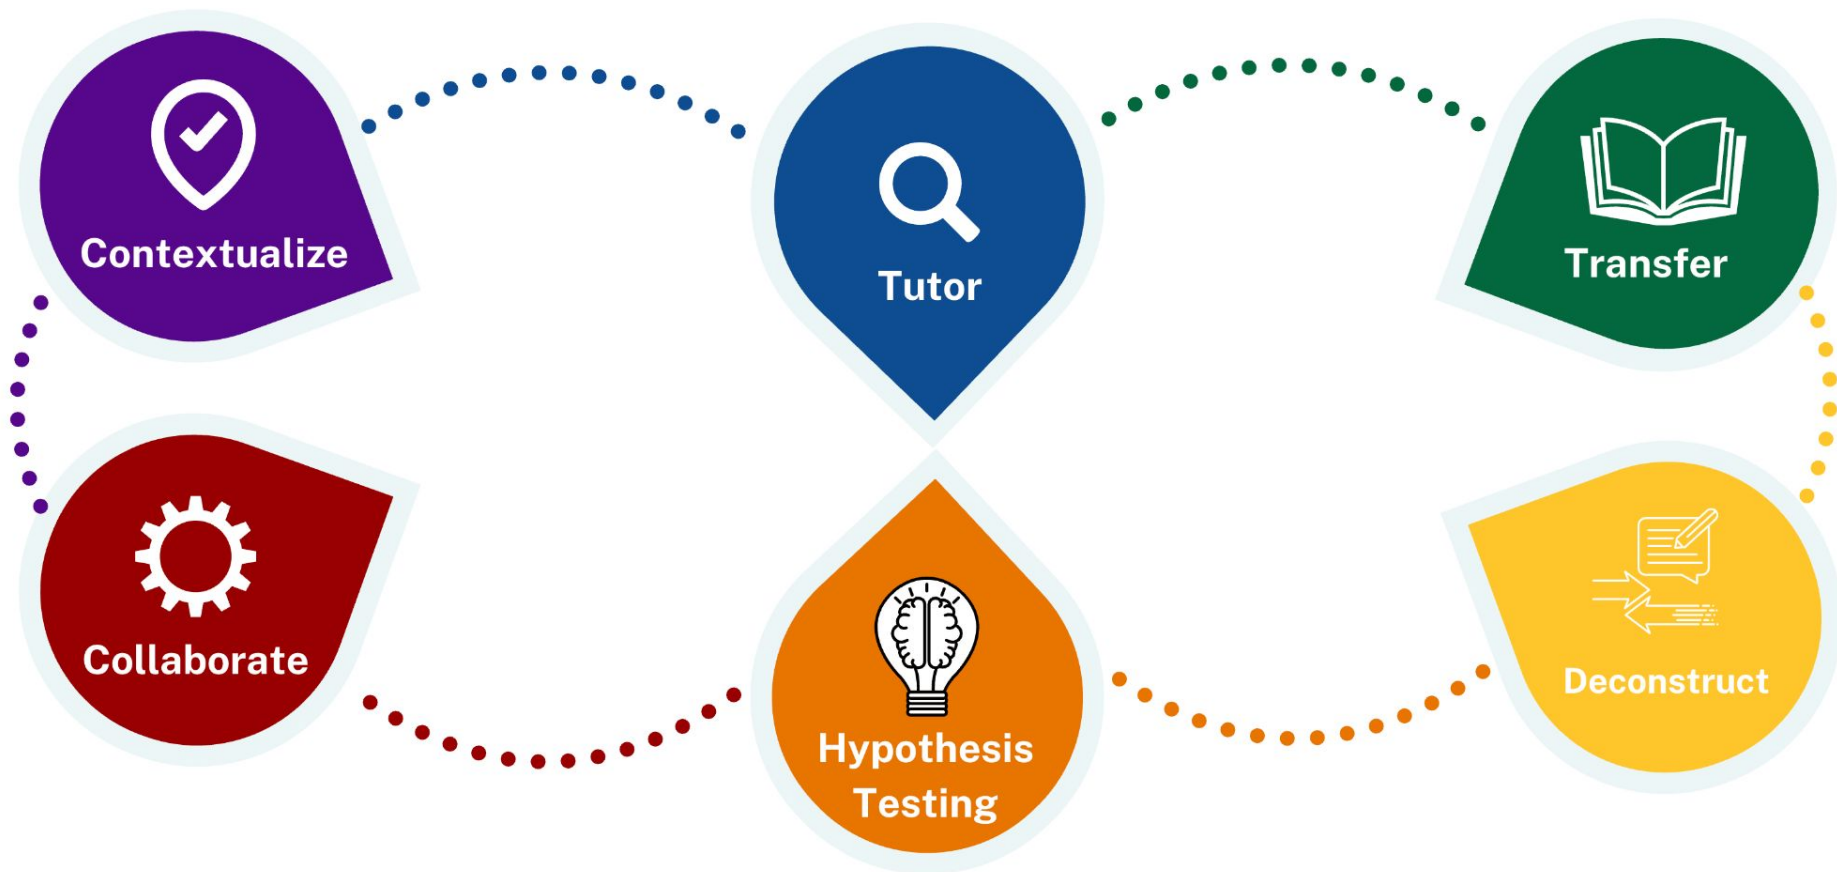 Contextualize
Tutor
Transfer
Collaborate
Hypothesis
Testing
Deconstruct